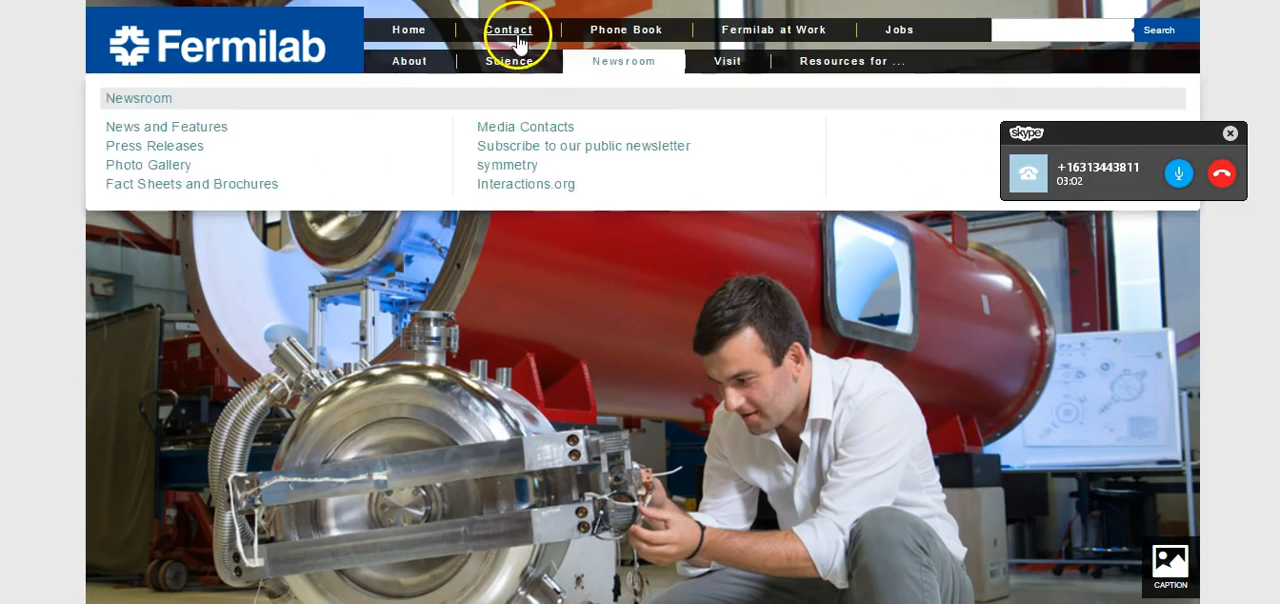 Fermilab
Home Contact Phone Book Fermilab at Work Jobs Search
About Science Newsroom Visit Resources for ...
Newsroom
News and Features
Press Releases
Photo Gallery
Fact Sheets and Brochures
Media Contacts
Subscribe to our public newsletter
symmetry
Interactions.org
skype
+16313443811
03:02
CAPTION